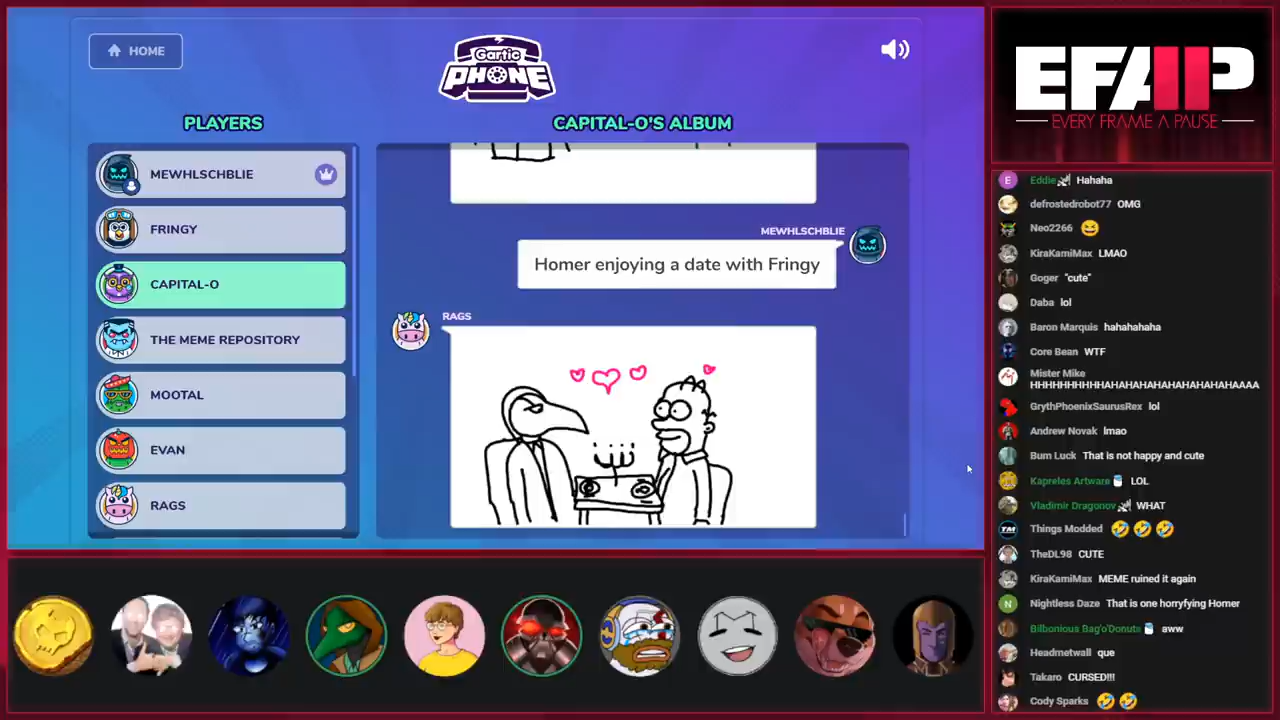 HOME
Gartic
PHONE
PLAYERS
CAPITAL-O'S ALBUM
MEWHLSCHBLIE
FRINGY
CAPITAL-O
THE MEME REPOSITORY
MOOTAL
EVAN
RAGS
MEWHLSCHBLIE
Homer enjoying a date with Fringy
RAGS
EFAP
EVERY FRAME A PAUSE
E Eddie Hahaha
defrostedrobot77 OMG
Neo2266
KiraKamiMax LMAO
Goger "cute"
Daba lol
Baron Marquis hahahahaha
Core Bean WTF
Mister Mike
HHHHHHHHHHAHAHAHAHAHAHAHAHAAAA
GrythPhoenixSaurusRex lol
Andrew Novak lmao
Bum Luck That is not happy and cute
Kapreles Artware LOL
Vladimir Dragonov WHAT
TM Things Modded
TheDL98 CUTE
KiraKamiMax MEME ruined it again
N Nightless Daze That is one horryfying Homer
Bilbonious Bag'o'Donuts aww
Headmetwall que
Takaro CURSED!!!
Cody Sparks